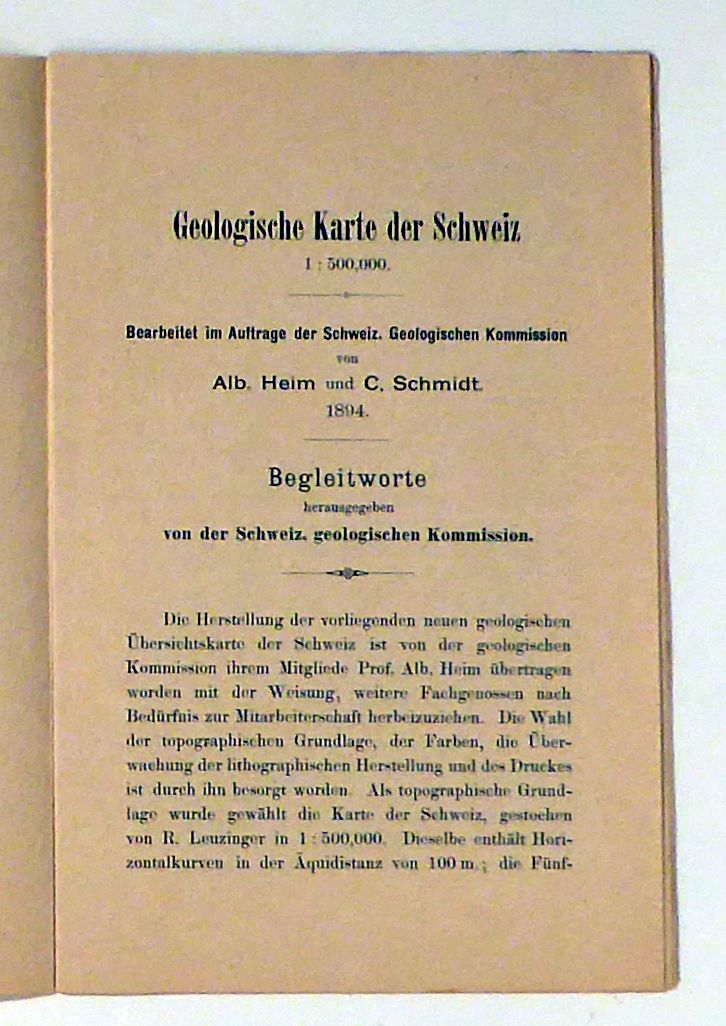 Geologische Karte der Schweiz
1 : 500,000.
Bearbeitet im Auftrage der Schweiz. Geologischen Kommission
von
Alb. Heim und C. Schmidt.
1894.
Begleitworte
herausgegeben
von der Schweiz. geologischen Kommission.
Die Herstellung der vorliegenden neuen geologischen
Übersichtskarte der Schweiz ist von der geologischen
Kommission ihrem Mitgliede Prof. Alb. Heim übertragen
worden mit der Weisung, weitere Fachgenossen nach
Bedürfnis zur Mitarbeiterschaft herbeizuziehen. Die Wahl
der topographischen Grundlage, der Farben, die Über-
wachung der lithographischen Herstellung und des Druckes
ist durch ihn besorgt worden. Als topographische Grund-
lage wurde gewählt die Karte der Schweiz, gestochen
von R. Leuzinger in 1 : 500,000. Dieselbe enthält Hori-
zontalkurven in der Äquidistanz von 100 m.; die Fünf-